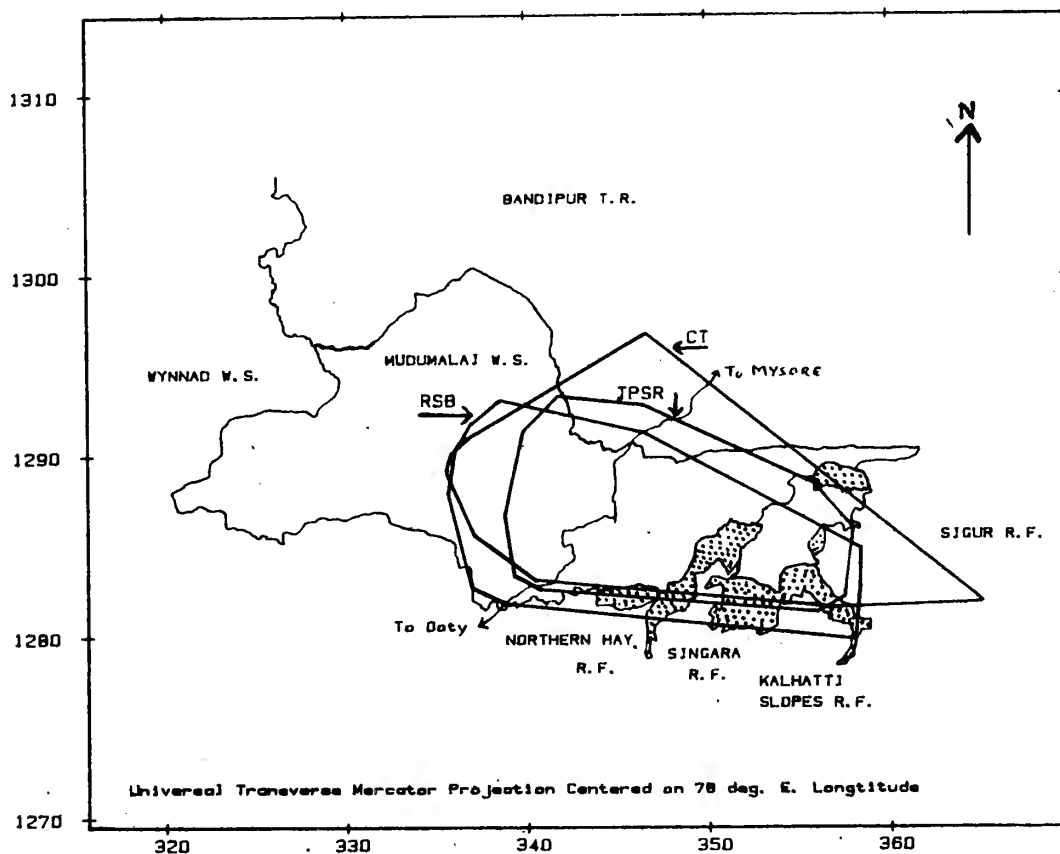 1310
N
BANDIPUR T.R.
1300
CT
MUDUMALAI W.S.
To MYSORE
WYNNAD W.S.
TPSR
RSB
1290
SIGUR R.F.
1280
To Ooty
NORTHERN HAY.
R.F.
SINGARA
R.F.
KALHATTI
SLOPES R.F.
Universal Transverse Mercator Projection Centered on 78 deg. E. Longtitude
1270
320
330
340
350
360